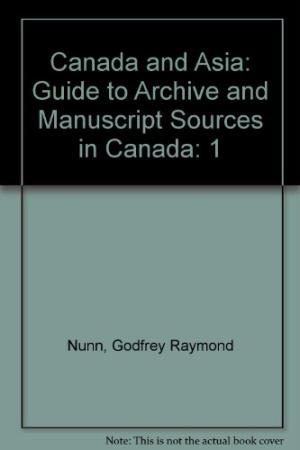 Canada and Asia:
Guide to Archive and
Manuscript Sources
in Canada: 1
Nunn, Godfrey Raymond
Note: This is not the actual book cover